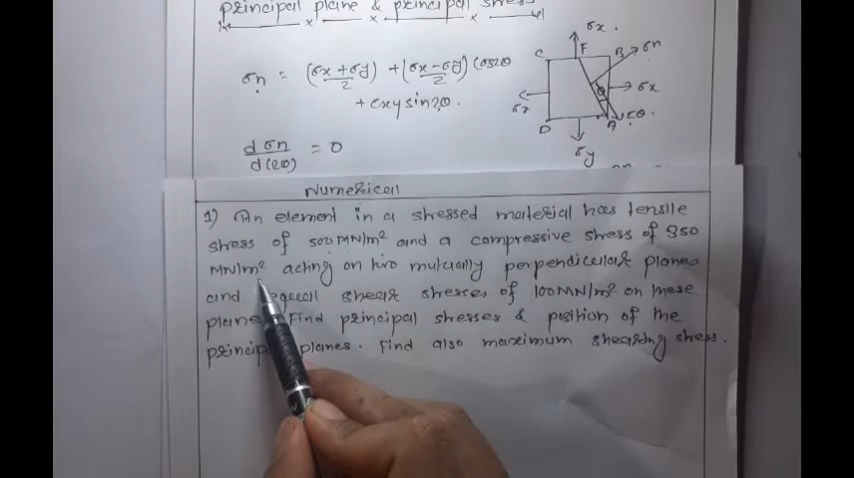 principal plane & principal stress
σn = (σx+σy)/2 + (σx-σy)/2 cos2θ
+ τxy sin2θ.
dσn/d(2θ) = 0
σx.
C F B σn
σx θ σx
D A τθ.
σy
Numerical
1) An element in a stressed material has tensile
stress of 500 MN/m² and a compressive stress of 350
MN/m² acting on two mutually perpendicular planes
and equal shear stresses of 100 MN/m² on these
plane. Find principal stresses & position of the
principal planes. Find also maximum shearing stress.